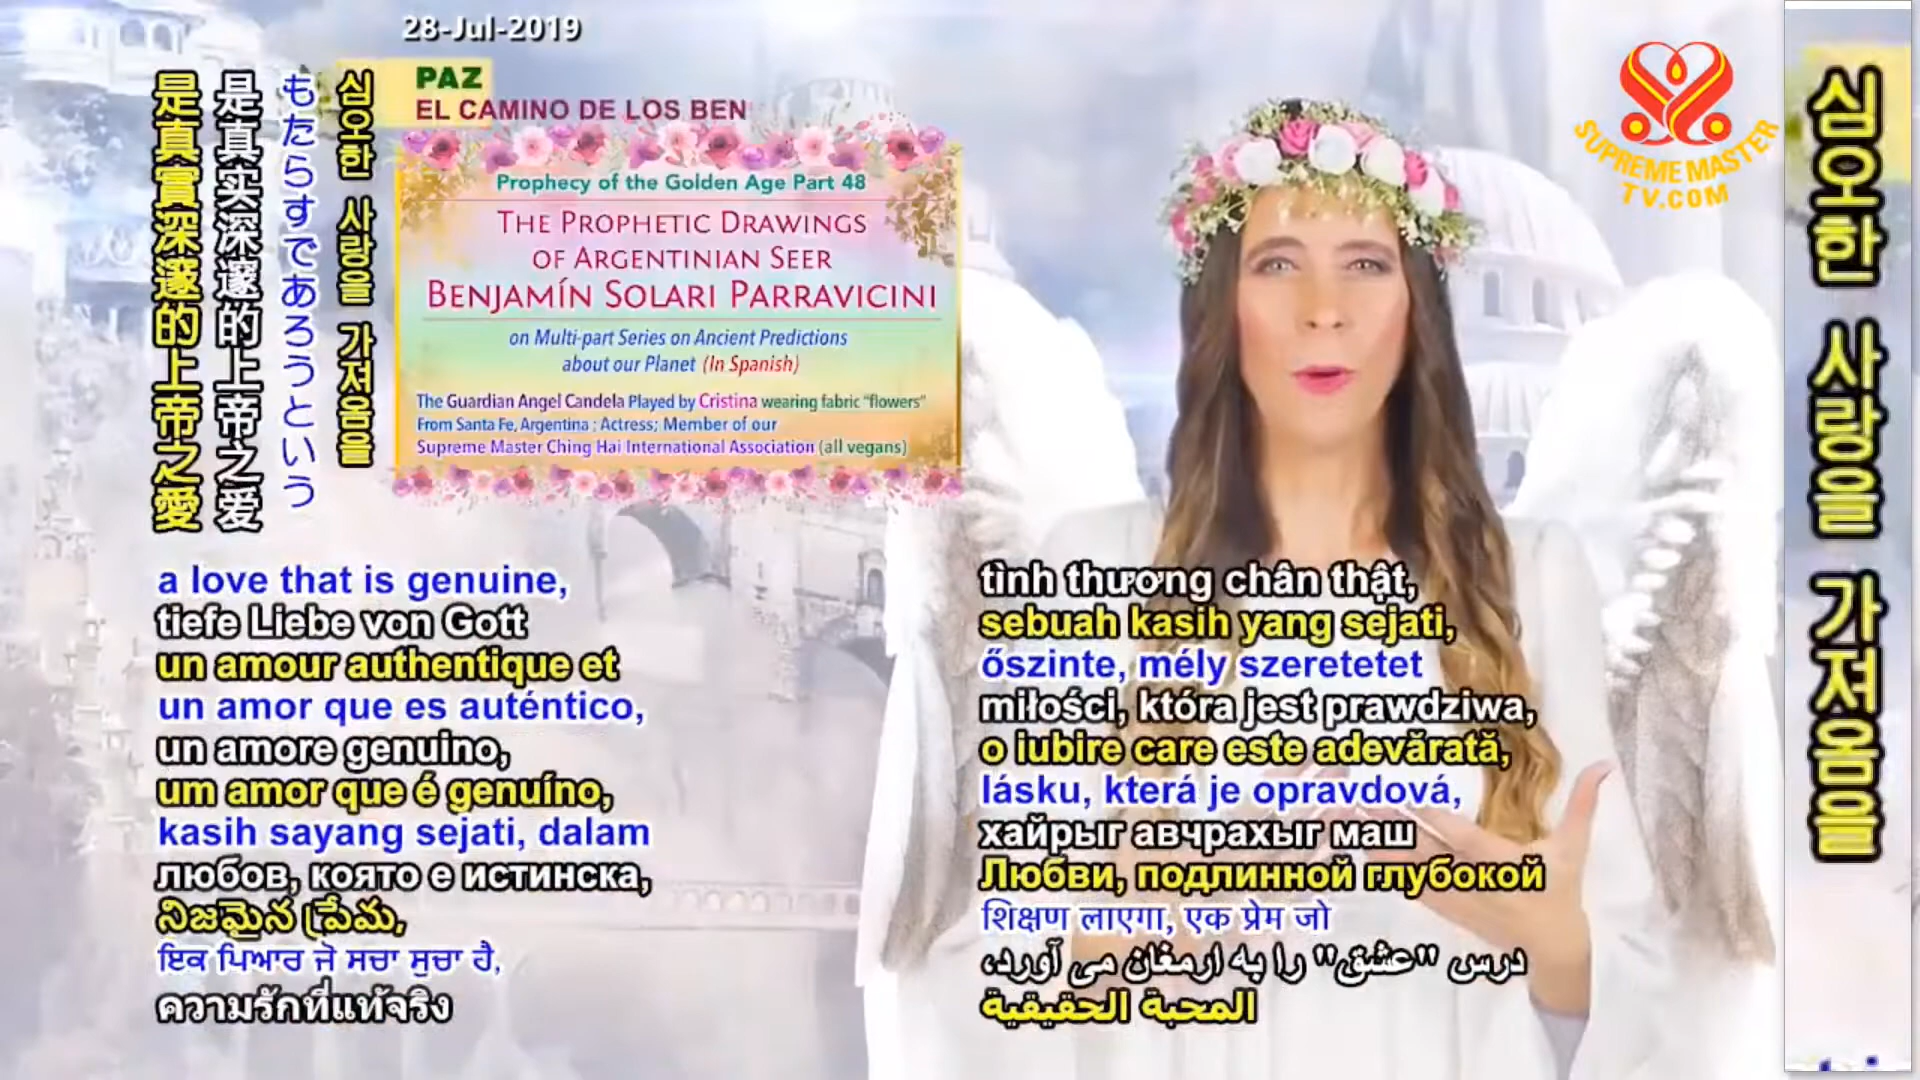 28-Jul-2019
PAZ
EL CAMINO DE LOS BEN
Prophecy of the Golden Age Part 48
THE PROPHETIC DRAWINGS
OF ARGENTINIAN SEER
BENJAMÍN SOLARI PARRAVICINI
on Multi-part Series on Ancient Predictions
about our Planet (In Spanish)
The Guardian Angel Candela Played by Cristina wearing fabric "flowers"
From Santa Fe, Argentina ; Actress; Member of our
Supreme Master Ching Hai International Association (all vegans)
SUPREME MASTER
TV.COM
是真實深邃的上帝之愛
是真实深邃的上帝之爱
もたらすであろうという
심오한 사랑을 가져옴을
a love that is genuine,
tiefe Liebe von Gott
un amour authentique et
un amor que es auténtico,
un amore genuino,
um amor que é genuíno,
kasih sayang sejati, dalam
любов, която е истинска,
నిజమైన ప్రేమ,
ਇਕ ਪਿਆਰ ਜੋ ਸਚਾ ਸੁਚਾ ਹੈ,
ความรักที่แท้จริง
tình thương chân thật,
sebuah kasih yang sejati,
őszinte, mély szeretetet
miłości, która jest prawdziwa,
o iubire care este adevărată,
lásku, která je opravdová,
хайрыг авчрахыг маш
Любви, подлинной глубокой
शिक्षण लाएगा, एक प्रेम जो
درس "عشق" را به ارمغان می آورد،
المحبة الحقيقية
심오한 사랑을 가져옴을